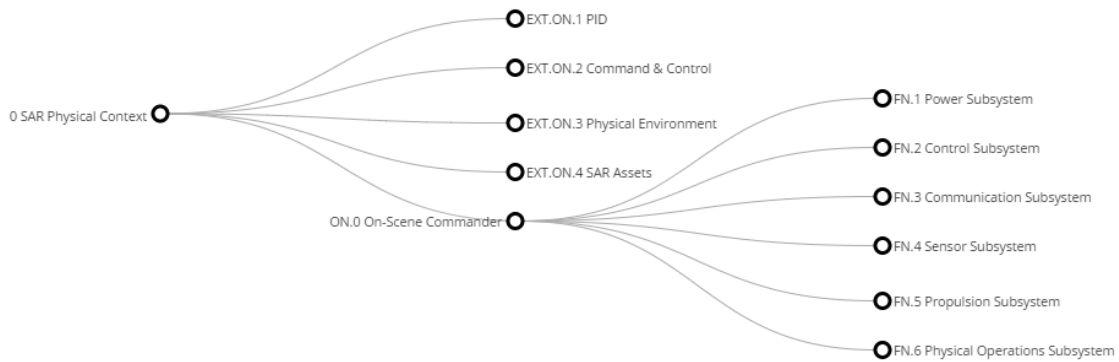 0 SAR Physical Context
EXT.ON.1 PID
EXT.ON.2 Command & Control
EXT.ON.3 Physical Environment
EXT.ON.4 SAR Assets
ON.0 On-Scene Commander
FN.1 Power Subsystem
FN.2 Control Subsystem
FN.3 Communication Subsystem
FN.4 Sensor Subsystem
FN.5 Propulsion Subsystem
FN.6 Physical Operations Subsystem